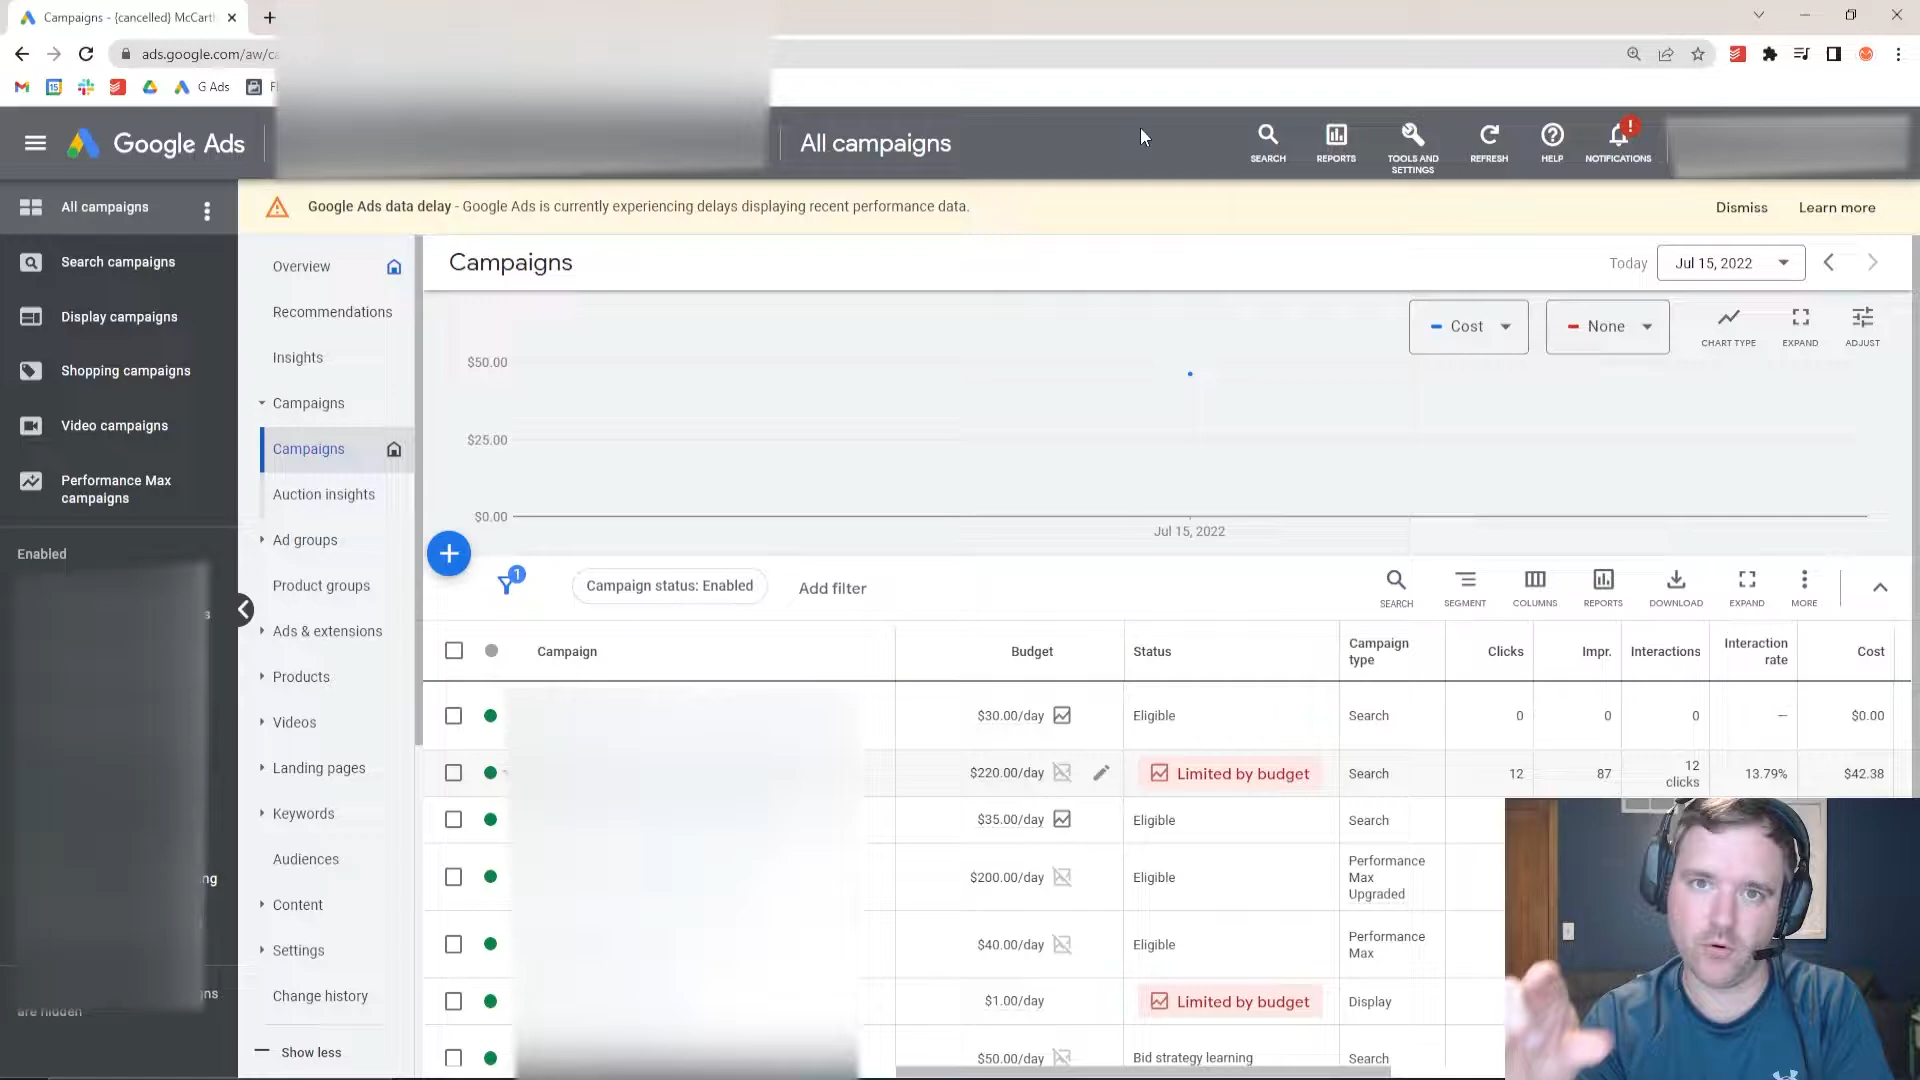 Campaigns - {cancelled} McCart
ads.google.com/aw/ca
15
G Ads
Google Ads
All campaigns
SEARCH
REPORTS
TOOLS AND
SETTINGS
REFRESH
HELP
!
NOTIFICATIONS
All campaigns
Search campaigns
Display campaigns
Shopping campaigns
Video campaigns
Performance Max
campaigns
Enabled
s
ng
ns
are hidden
Google Ads data delay - Google Ads is currently experiencing delays displaying recent performance data.
Dismiss
Learn more
Overview
Recommendations
Insights
Campaigns
Campaigns
Auction insights
Ad groups
Product groups
Ads & extensions
Products
Videos
Landing pages
Keywords
Audiences
Content
Settings
Change history
Show less
Campaigns
Today
Jul 15, 2022
Cost
None
CHART TYPE
EXPAND
ADJUST
$50.00
$25.00
$0.00
Jul 15, 2022
1
Campaign status: Enabled
Add filter
SEARCH
SEGMENT
COLUMNS
REPORTS
DOWNLOAD
EXPAND
MORE
Campaign Budget Status Campaign type Clicks Impr. Interactions Interaction rate Cost
$30.00/day Eligible Search 0 0 0 — $0.00
$220.00/day Limited by budget Search 12 87 12 clicks 13.79% $42.38
$35.00/day Eligible Search
$200.00/day Eligible Performance Max Upgraded
$40.00/day Eligible Performance Max
$1.00/day Limited by budget Display
$50.00/day Bid strategy learning Search